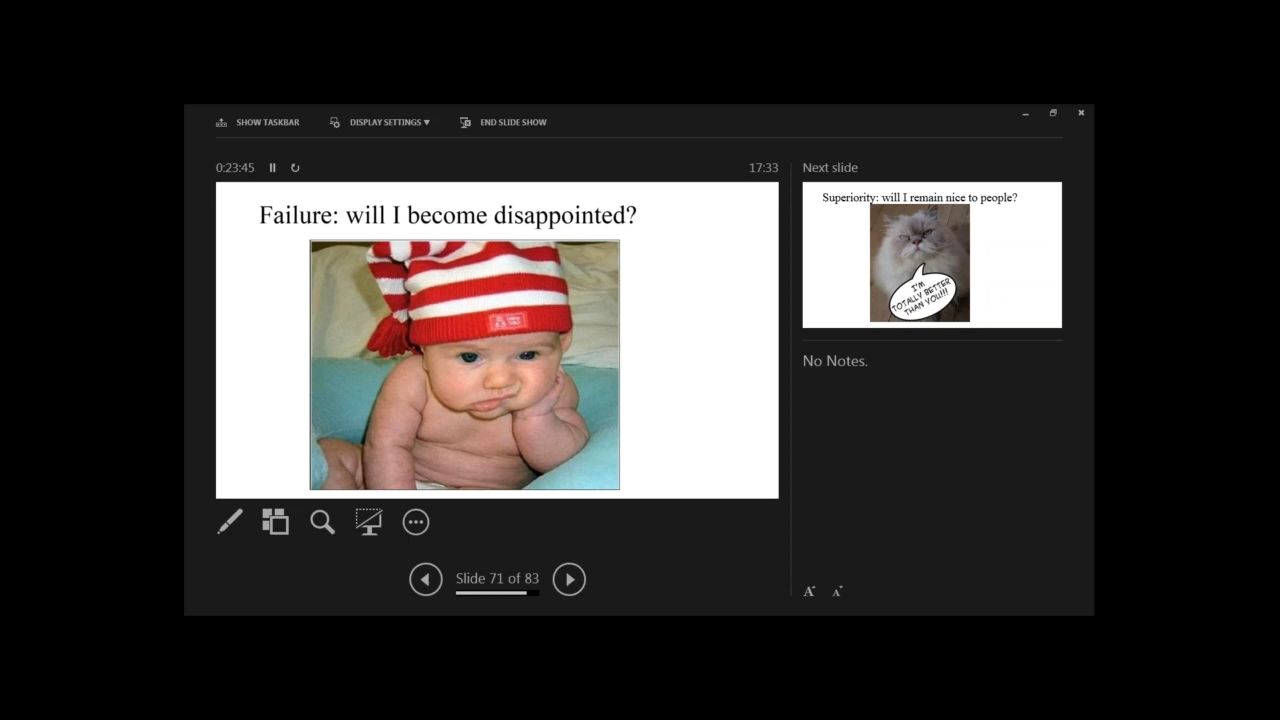 SHOW TASKBAR
DISPLAY SETTINGS ▼
END SLIDE SHOW
0:23:45
17:33
Failure: will I become disappointed?
Next slide
Superiority: will I remain nice to people?
I'M
TOTALLY BETTER
THAN YOU!!!
No Notes.
Slide 71 of 83
A A